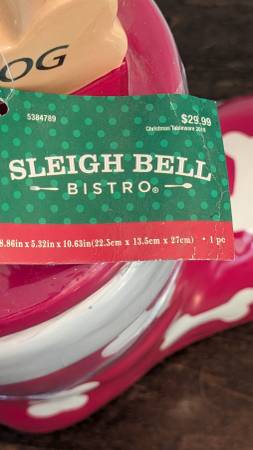 OG
5384789
$29.99
Christmas Tableware 2018
SLEIGH BELL
BISTRO®
8.86in x 5.32in x 10.63in(22.5cm x 13.5cm x 27cm) • 1 pc